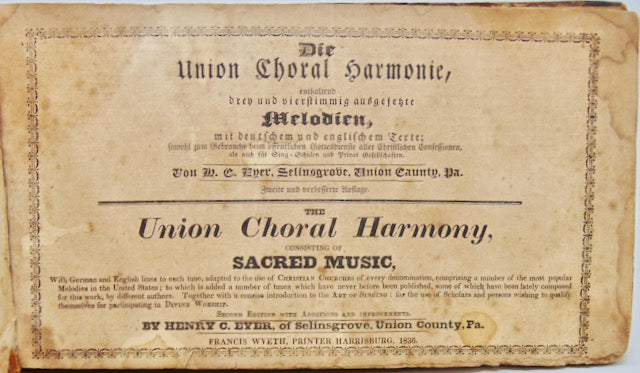 Die
Union Choral Harmonie,
enthaltend
drey und vierstimmig ausgesetzte
Melodien,
mit deutschem und englischem Texte;
sowohl zum Gebrauche beim öffentlichen Gottesdienste aller Christlichen Confessionen,
als auch für Sing-Schulen und Privat Gesellschaften.
Von H. C. Eyer, Selinsgrove, Union Caunty, Pa.
Zweite und verbesserte Auflage.
THE
Union Choral Harmony,
CONSISTING OF
SACRED MUSIC,
With German and English lines to each tune, adapted to the use of CHRISTIAN CHURCHES of every denomination, comprising a number of the most popular
Melodies in the United States; to which is added a number of tunes which have never before been published, some of which have been lately composed
for this work, by different authors. Together with a concise introduction to the ART OF SINGING: for the use of Scholars and persons wishing to qualify
themselves for participating in DIVINE WORSHIP.
SECOND EDITION WITH ADDITIONS AND IMPROVEMENTS.
BY HENRY C. EYER, of Selinsgrove, Union County, Pa.
FRANCIS WYETH, PRINTER HARRISBURG, 1836.